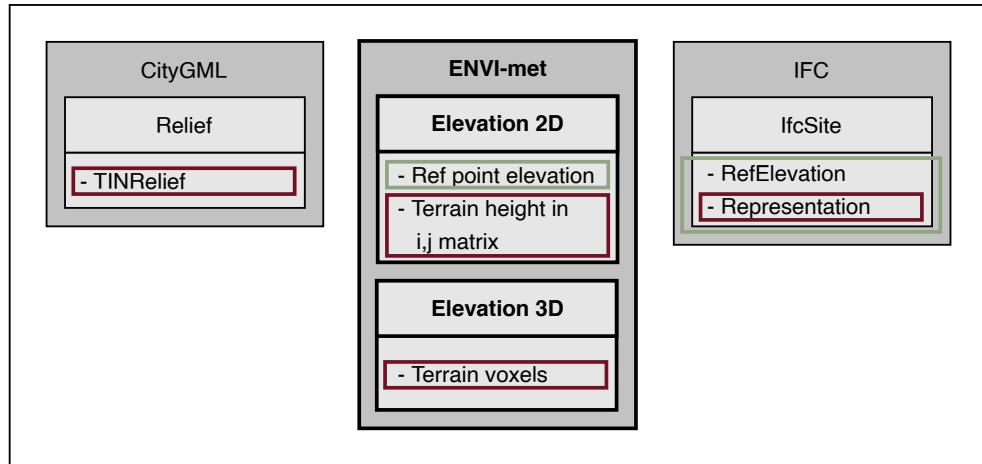 CityGML
Relief
- TINRelief
ENVI-met
Elevation 2D
- Ref point elevation
- Terrain height in
i,j matrix
Elevation 3D
- Terrain voxels
IFC
IfcSite
- RefElevation
- Representation